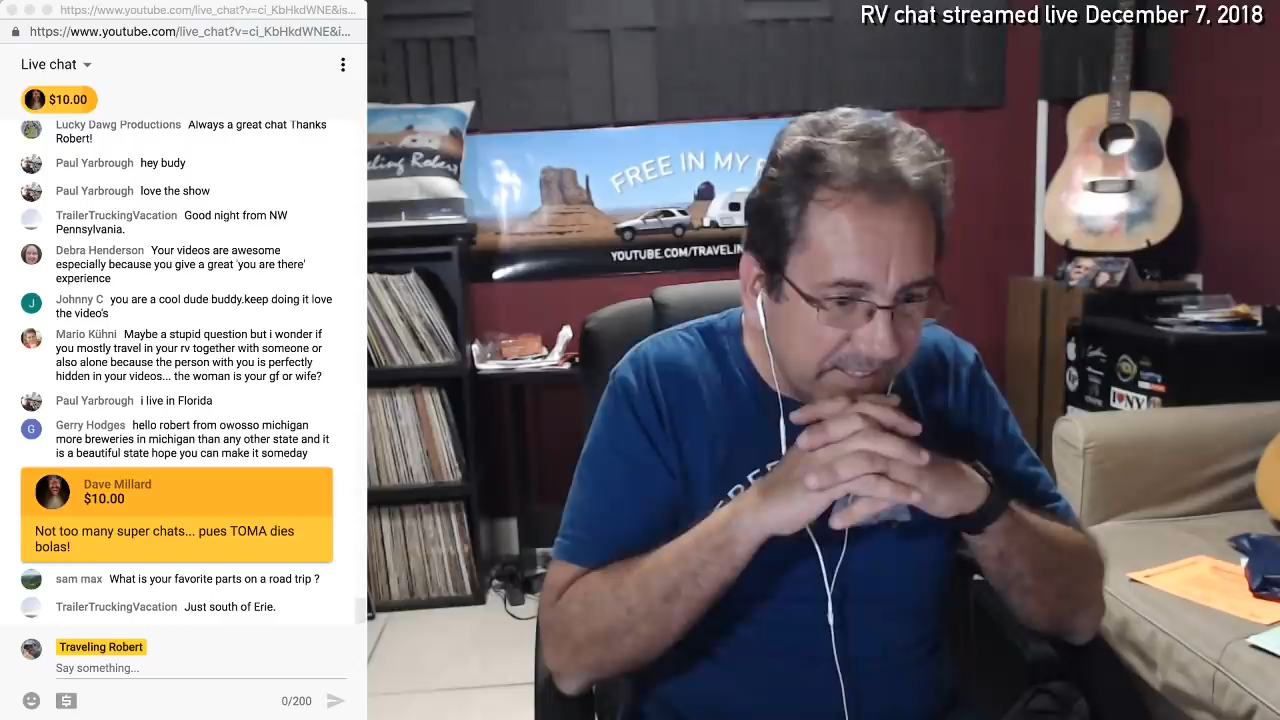 https://www.youtube.com/live_chat?v=ci_KbHkdWNE&is...
https://www.youtube.com/live_chat?v=ci_KbHkdWNE&i...
Live chat
$10.00
Lucky Dawg Productions Always a great chat Thanks
Robert!
Paul Yarbrough hey budy
Paul Yarbrough love the show
TrailerTruckingVacation Good night from NW
Pennsylvania.
Debra Henderson Your videos are awesome
especially because you give a great 'you are there'
experience
J Johnny C you are a cool dude buddy.keep doing it love
the video's
Mario Kühni Maybe a stupid question but i wonder if
you mostly travel in your rv together with someone or
also alone because the person with you is perfectly
hidden in your videos... the woman is your gf or wife?
Paul Yarbrough i live in Florida
G Gerry Hodges hello robert from owosso michigan
more breweries in michigan than any other state and it
is a beautiful state hope you can make it someday
Dave Millard
$10.00
Not too many super chats... pues TOMA dies
bolas!
sam max What is your favorite parts on a road trip ?
TrailerTruckingVacation Just south of Erie.
Traveling Robert
Say something...
0/200
RV chat streamed live December 7, 2018
FREE IN MY
YOUTUBE.COM/TRAVELIN
I NY